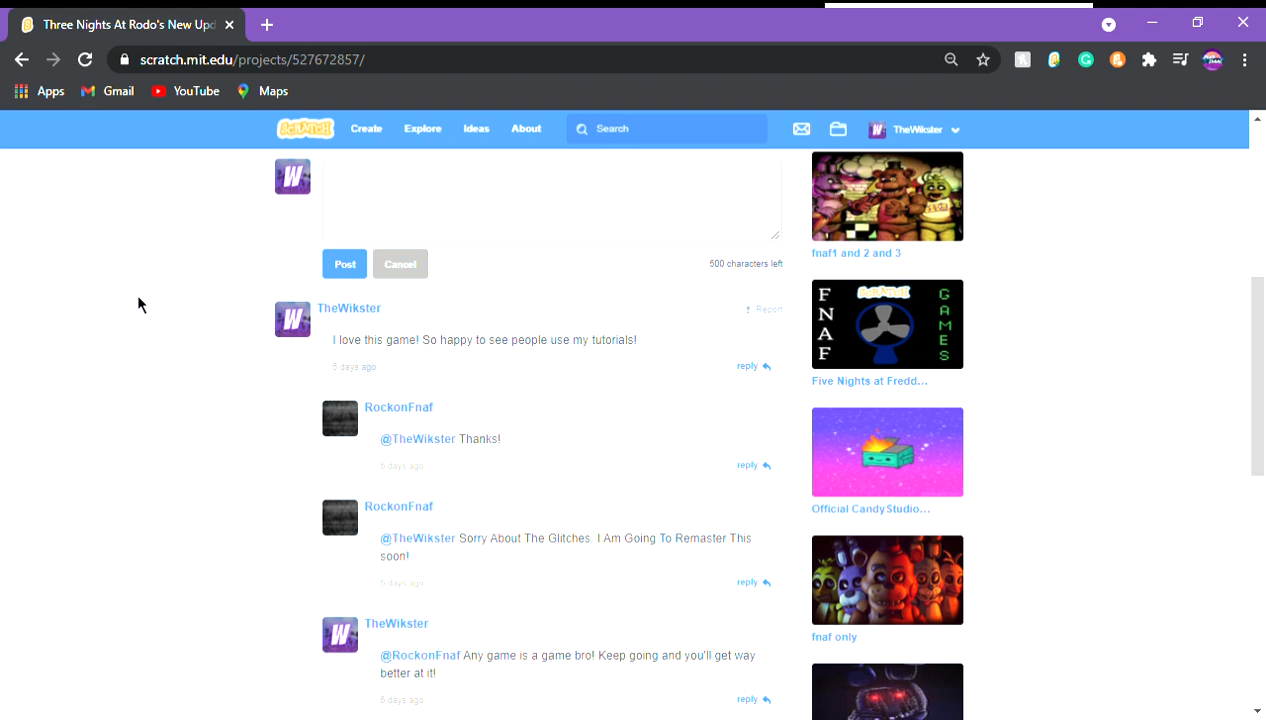 Three Nights At Rodo's New Upd
scratch.mit.edu/projects/527672857/
Apps Gmail YouTube Maps
SCRATCH Create Explore Ideas About Search TheWikster
Post Cancel 500 characters left
TheWikster Report
I love this game! So happy to see people use my tutorials!
5 days ago reply
RockonFnaf
@TheWikster Thanks!
5 days ago reply
RockonFnaf
@TheWikster Sorry About The Glitches. I Am Going To Remaster This
soon!
5 days ago reply
TheWikster
@RockonFnaf Any game is a game bro! Keep going and you'll get way
better at it!
5 days ago reply
fnaf1 and 2 and 3
SCRATCH
FNAF
GAMES
Five Nights at Fredd...
Official CandyStudio...
fnaf only